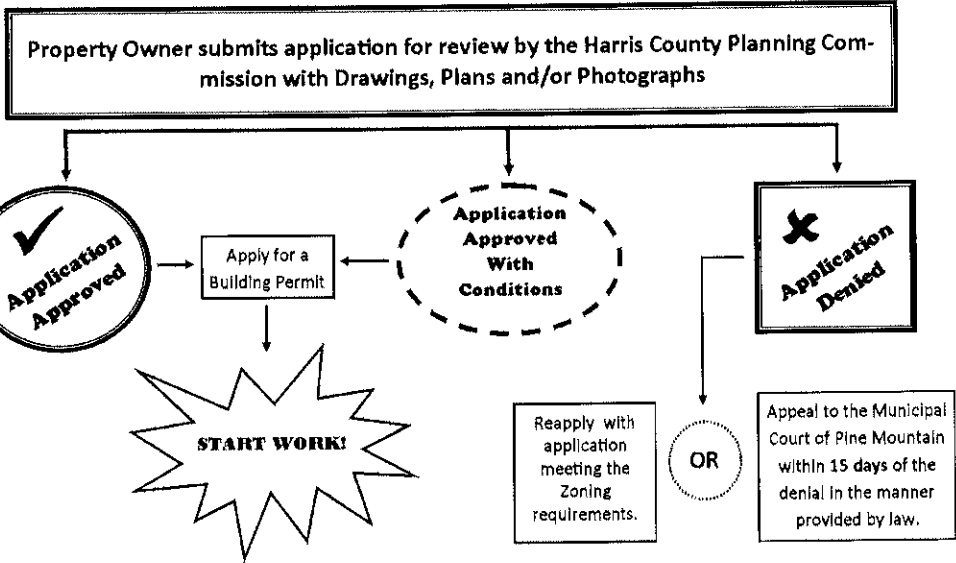 Property Owner submits application for review by the Harris County Planning Com-
mission with Drawings, Plans and/or Photographs
Application
Approved
Apply for a
Building Permit
Application
Approved
With
Conditions
Application
Denied
START WORK!
Reapply with
application
meeting the
Zoning
requirements.
OR
Appeal to the Municipal
Court of Pine Mountain
within 15 days of the
denial in the manner
provided by law.